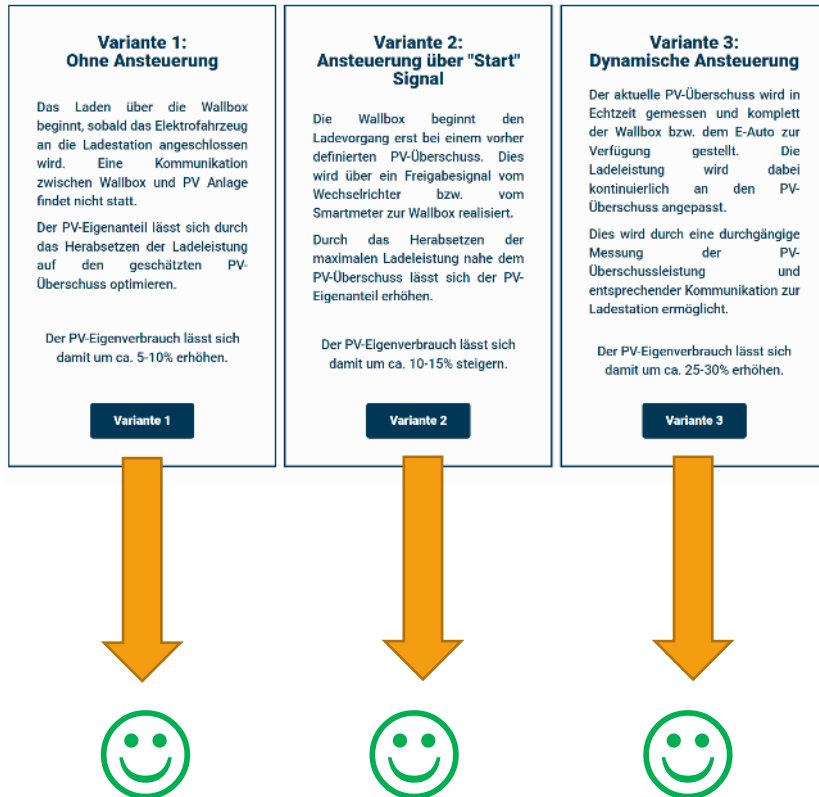 Variante 1:
Ohne Ansteuerung
Das Laden über die Wallbox
beginnt, sobald das Elektrofahrzeug
an die Ladestation angeschlossen
wird. Eine Kommunikation
zwischen Wallbox und PV Anlage
findet nicht statt.
Der PV-Eigenanteil lässt sich durch
das Herabsetzen der Ladeleistung
auf den geschätzten PV-
Überschuss optimieren.
Der PV-Eigenverbrauch lässt sich
damit um ca. 5-10% erhöhen.
Variante 1
Variante 2:
Ansteuerung über "Start"
Signal
Die Wallbox beginnt den
Ladevorgang erst bei einem vorher
definierten PV-Überschuss. Dies
wird über ein Freigabesignal vom
Wechselrichter bzw. vom
Smartmeter zur Wallbox realisiert.
Durch das Herabsetzen der
maximalen Ladeleistung nahe dem
PV-Überschuss lässt sich der PV-
Eigenanteil erhöhen.
Der PV-Eigenverbrauch lässt sich
damit um ca. 10-15% steigern.
Variante 2
Variante 3:
Dynamische Ansteuerung
Der aktuelle PV-Überschuss wird in
Echtzeit gemessen und komplett
der Wallbox bzw. dem E-Auto zur
Verfügung gestellt. Die
Ladeleistung wird dabei
kontinuierlich an den PV-
Überschuss angepasst.
Dies wird durch eine durchgängige
Messung der PV-
Überschussleistung und
entsprechender Kommunikation zur
Ladestation ermöglicht.
Der PV-Eigenverbrauch lässt sich
damit um ca. 25-30% erhöhen.
Variante 3